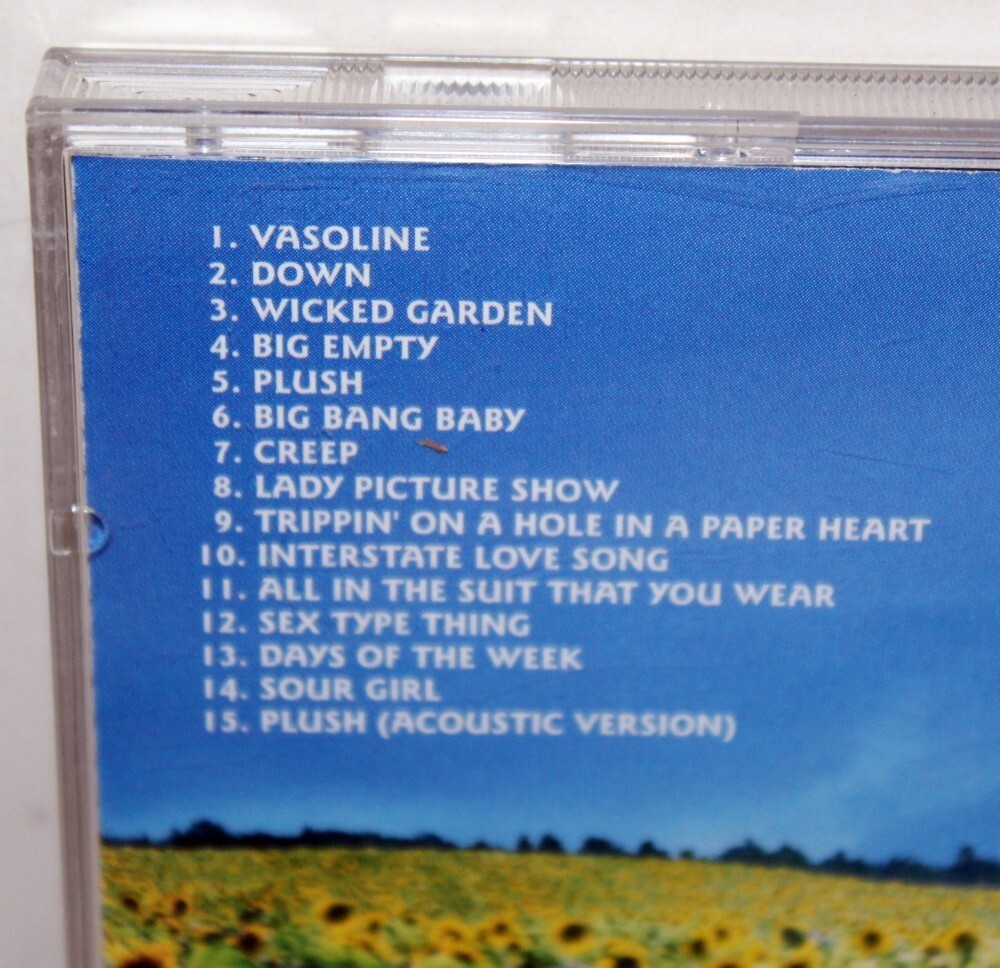 1. VASOLINE
2. DOWN
3. WICKED GARDEN
4. BIG EMPTY
5. PLUSH
6. BIG BANG BABY
7. CREEP
8. LADY PICTURE SHOW
9. TRIPPIN' ON A HOLE IN A PAPER HEART
10. INTERSTATE LOVE SONG
11. ALL IN THE SUIT THAT YOU WEAR
12. SEX TYPE THING
13. DAYS OF THE WEEK
14. SOUR GIRL
15. PLUSH (ACOUSTIC VERSION)